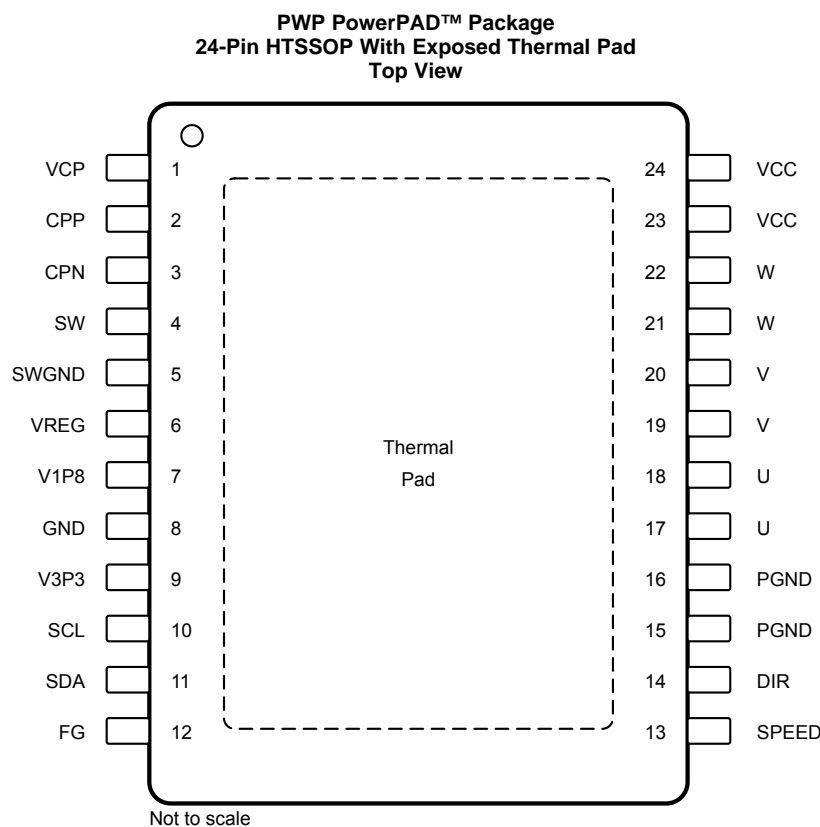 PWP PowerPAD™ Package
24-Pin HTSSOP With Exposed Thermal Pad
Top View
VCP 1 24 VCC
CPP 2 23 VCC
CPN 3 22 W
SW 4 21 W
SWGND 5 20 V
VREG 6 19 V
Thermal
Pad
V1P8 7 18 U
GND 8 17 U
V3P3 9 16 PGND
SCL 10 15 PGND
SDA 11 14 DIR
FG 12 13 SPEED
Not to scale